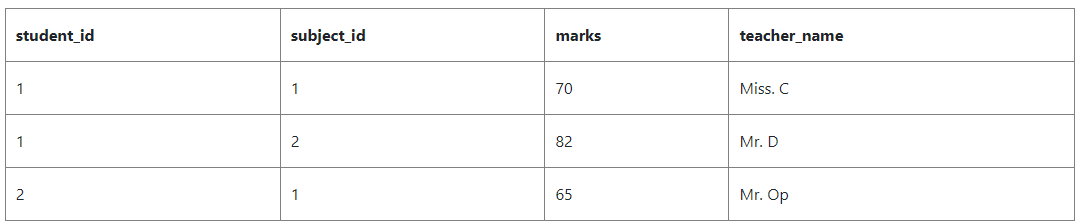 student_id subject_id marks teacher_name
1 1 70 Miss. C
1 2 82 Mr. D
2 1 65 Mr. Op